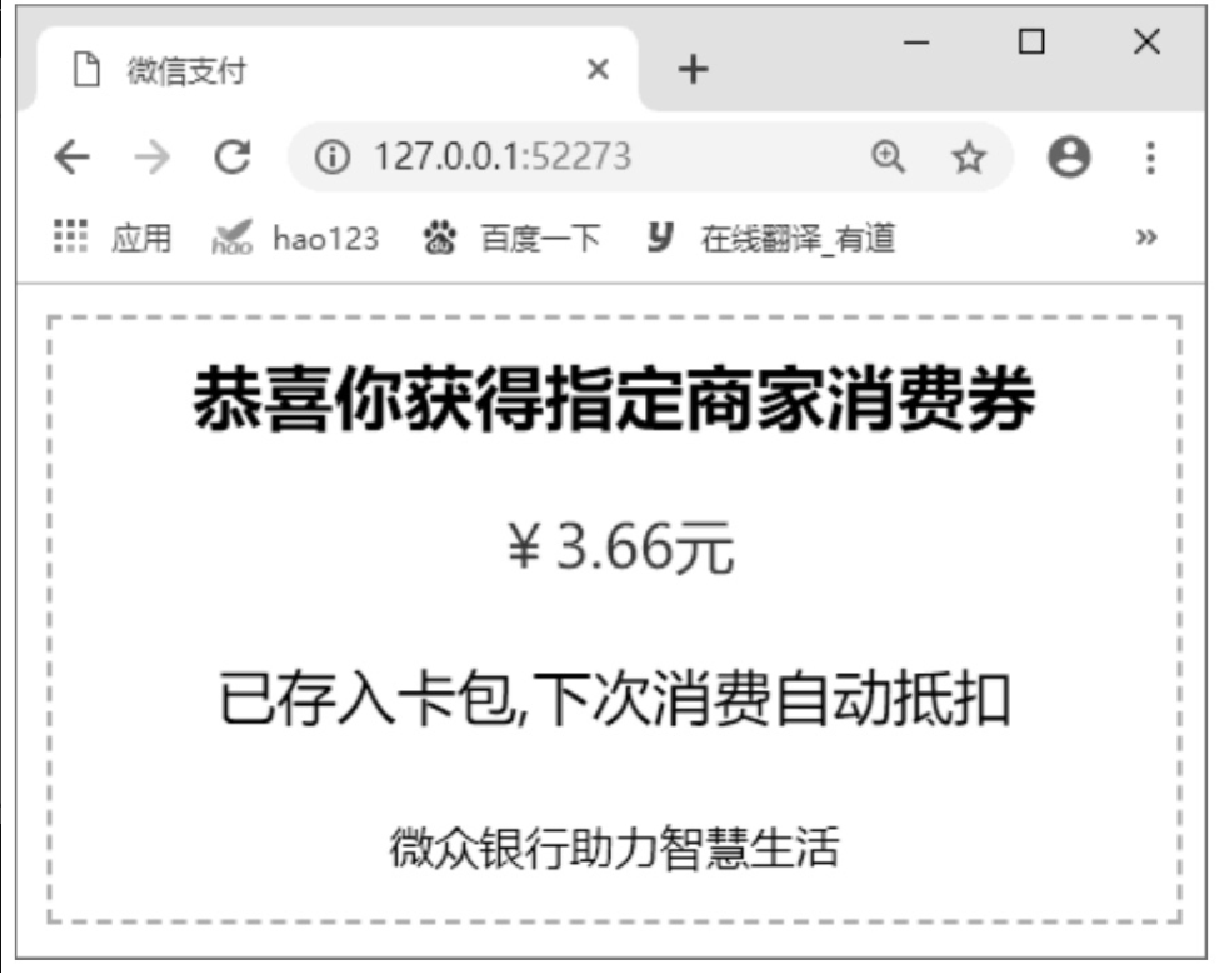 微信支付
127.0.0.1:52273
应用 hao hao123 du 百度一下 y 在线翻译_有道 »
恭喜你获得指定商家消费券
¥ 3.66元
已存入卡包,下次消费自动抵扣
微众银行助力智慧生活